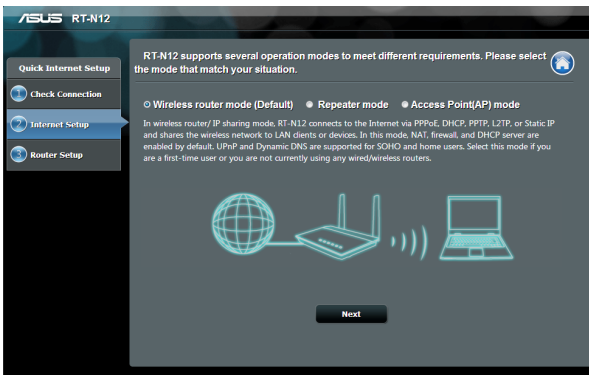 ASUS RT-N12
Quick Internet Setup
1 Check Connection
2 Internet Setup
3 Router Setup
RT-N12 supports several operation modes to meet different requirements. Please select
the mode that match your situation.
Wireless router mode (Default) Repeater mode Access Point(AP) mode
In wireless router/ IP sharing mode, RT-N12 connects to the Internet via PPPoE, DHCP, PPTP, L2TP, or Static IP
and shares the wireless network to LAN clients or devices. In this mode, NAT, firewall, and DHCP server are
enabled by default. UPnP and Dynamic DNS are supported for SOHO and home users. Select this mode if you
are a first-time user or you are not currently using any wired/wireless routers.
Next